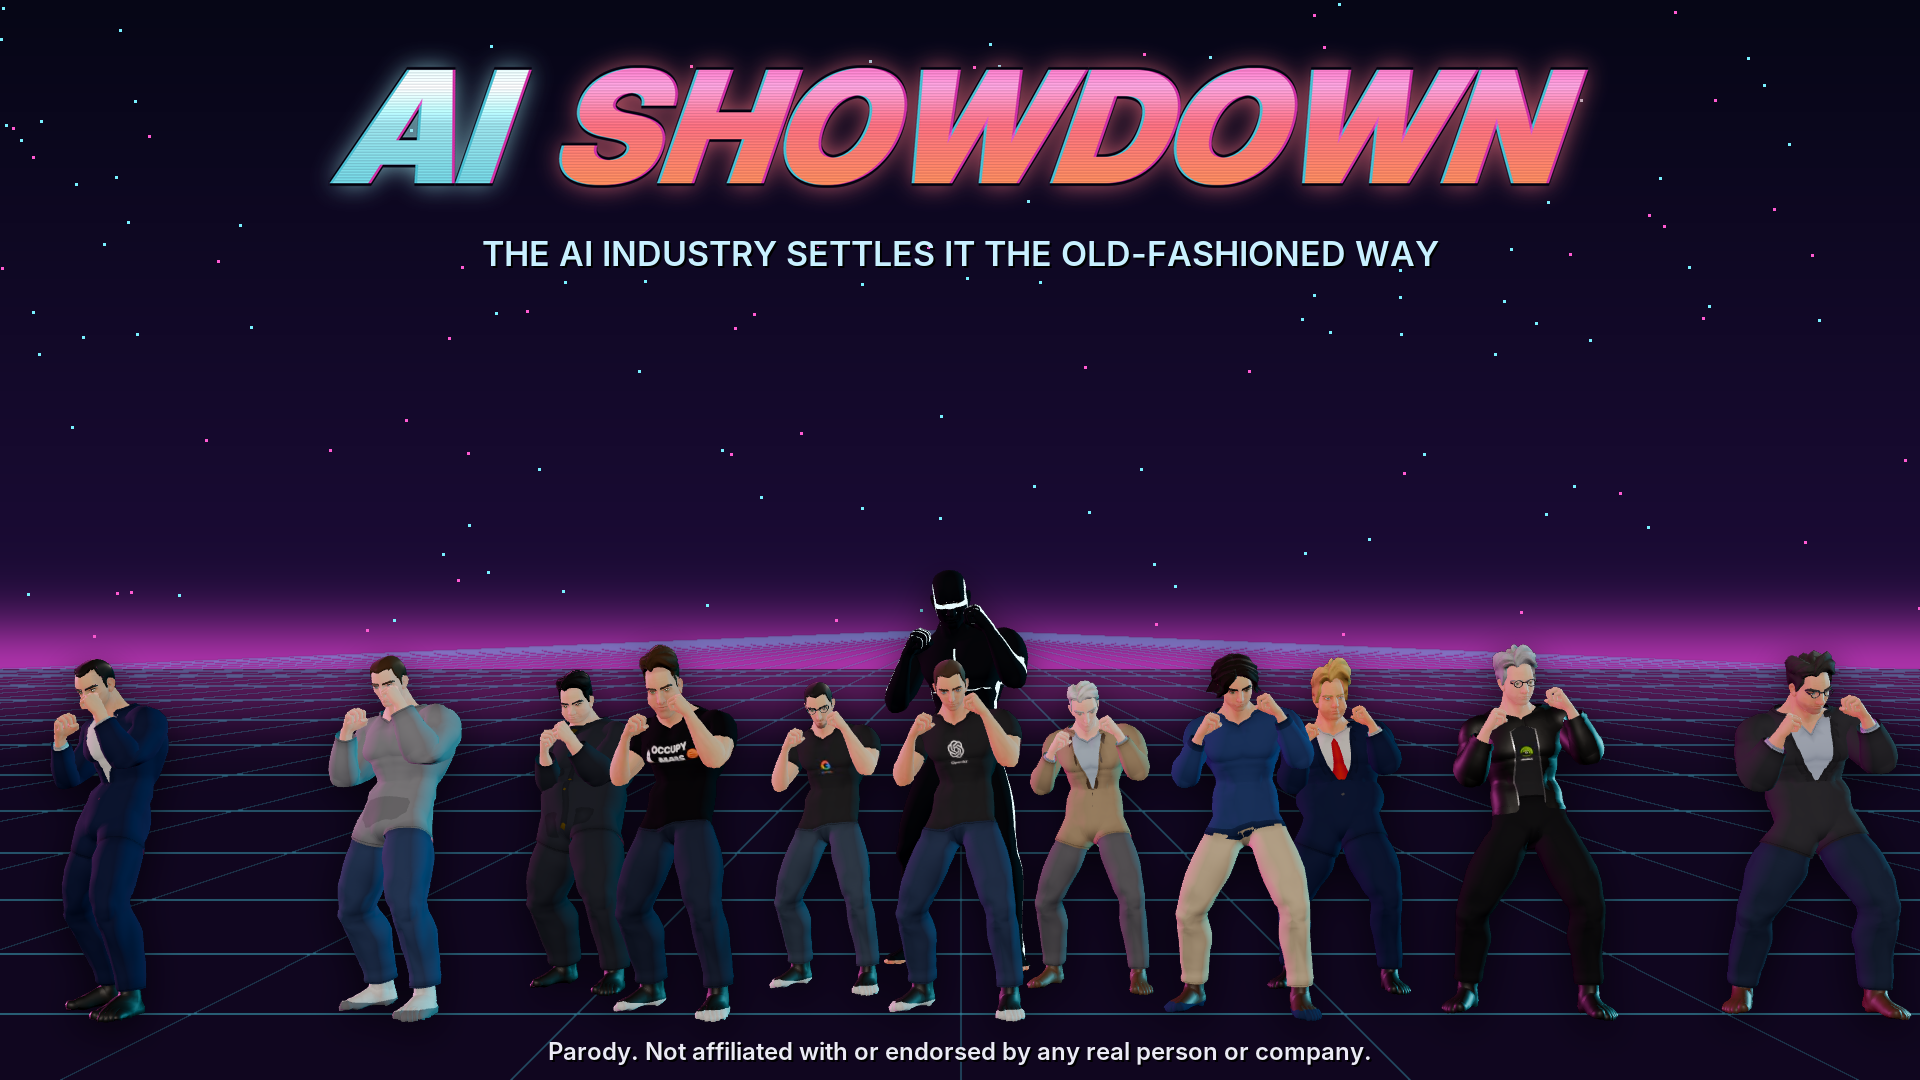 AI SHOWDOWN
THE AI INDUSTRY SETTLES IT THE OLD-FASHIONED WAY
OCCUPY
MARS
Parody. Not affiliated with or endorsed by any real person or company.